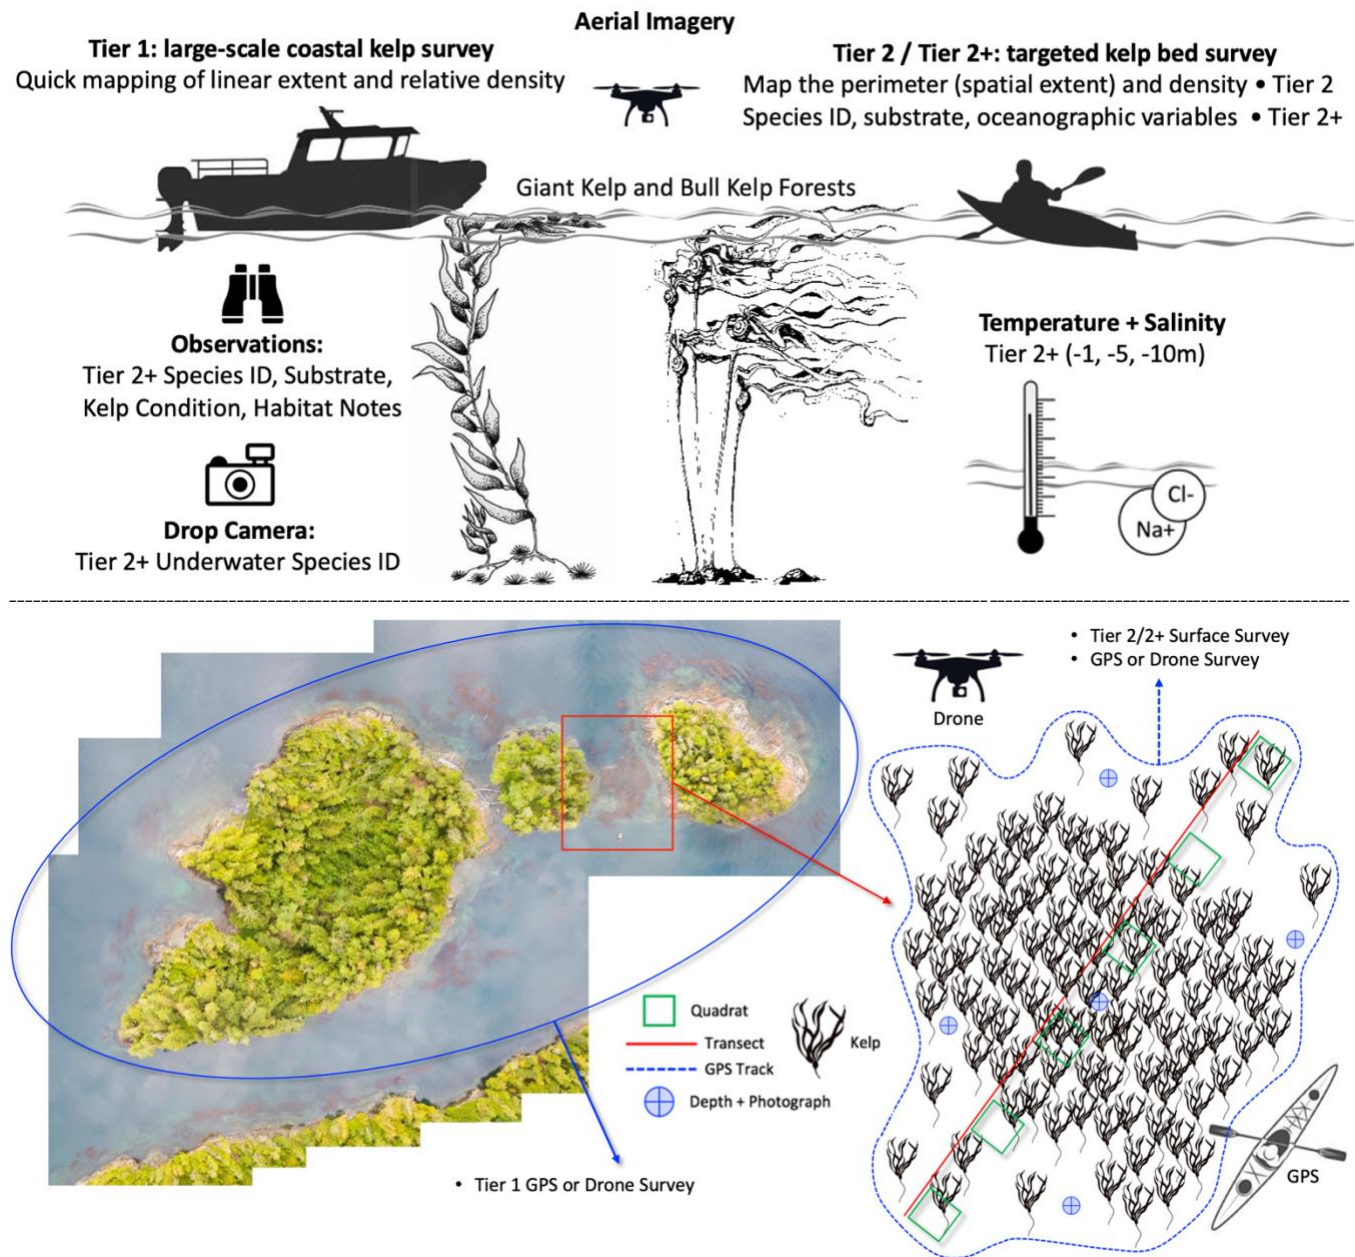 Aerial Imagery
Tier 1: large-scale coastal kelp survey
Quick mapping of linear extent and relative density
Tier 2 / Tier 2+: targeted kelp bed survey
Map the perimeter (spatial extent) and density • Tier 2
Species ID, substrate, oceanographic variables • Tier 2+
Giant Kelp and Bull Kelp Forests
Observations:
Tier 2+ Species ID, Substrate,
Kelp Condition, Habitat Notes
Drop Camera:
Tier 2+ Underwater Species ID
Temperature + Salinity
Tier 2+ (-1, -5, -10m)
Cl-
Na+
• Tier 2/2+ Surface Survey
• GPS or Drone Survey
Drone
Quadrat
Transect
GPS Track
Depth + Photograph
Kelp
GPS
• Tier 1 GPS or Drone Survey